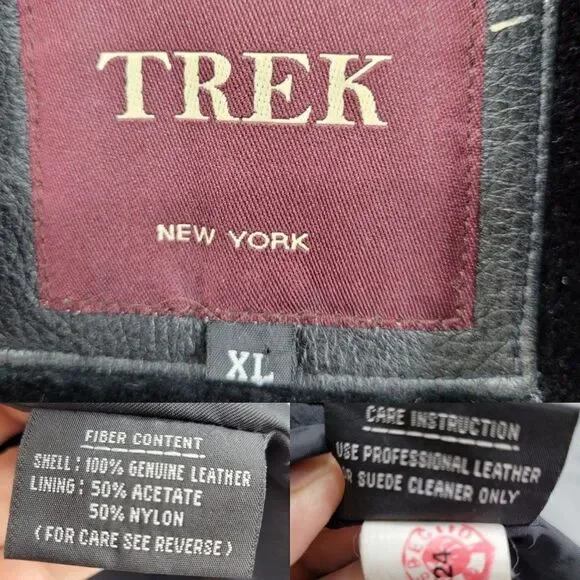 TREK
NEW YORK
XL
FIBER CONTENT
SHELL : 100% GENUINE LEATHER
LINING : 50% ACETATE
50% NYLON
( FOR CARE SEE REVERSE )
CARE INSTRUCTION
USE PROFESSIONAL LEATHER
SUEDE CLEANER ONLY
24